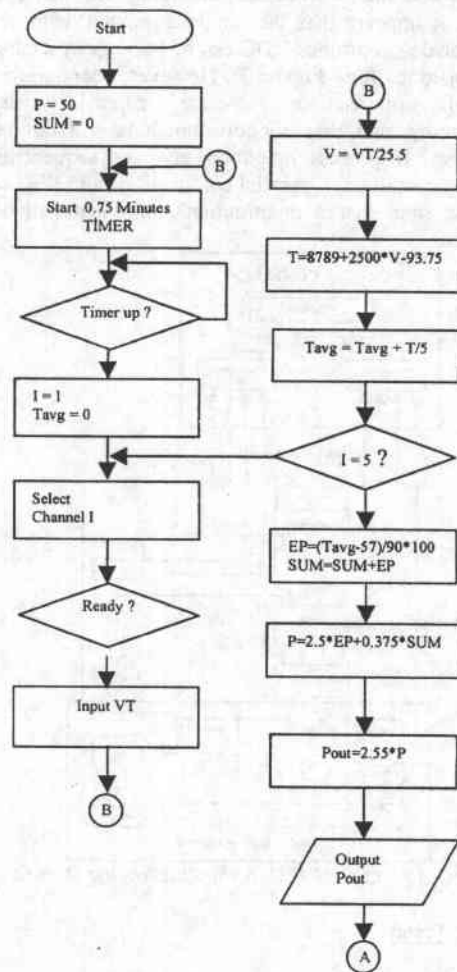 Start
P = 50
SUM = 0
B
Start 0.75 Minutes
TİMER
Timer up ?
I = 1
Tavg = 0
Select
Channel I
Ready ?
Input VT
B
B
V = VT/25.5
T=8789+2500*V-93.75
Tavg = Tavg + T/5
I = 5 ?
EP=(Tavg-57)/90*100
SUM=SUM+EP
P=2.5*EP+0,375*SUM
Pout=2.55*P
Output
Pout
A